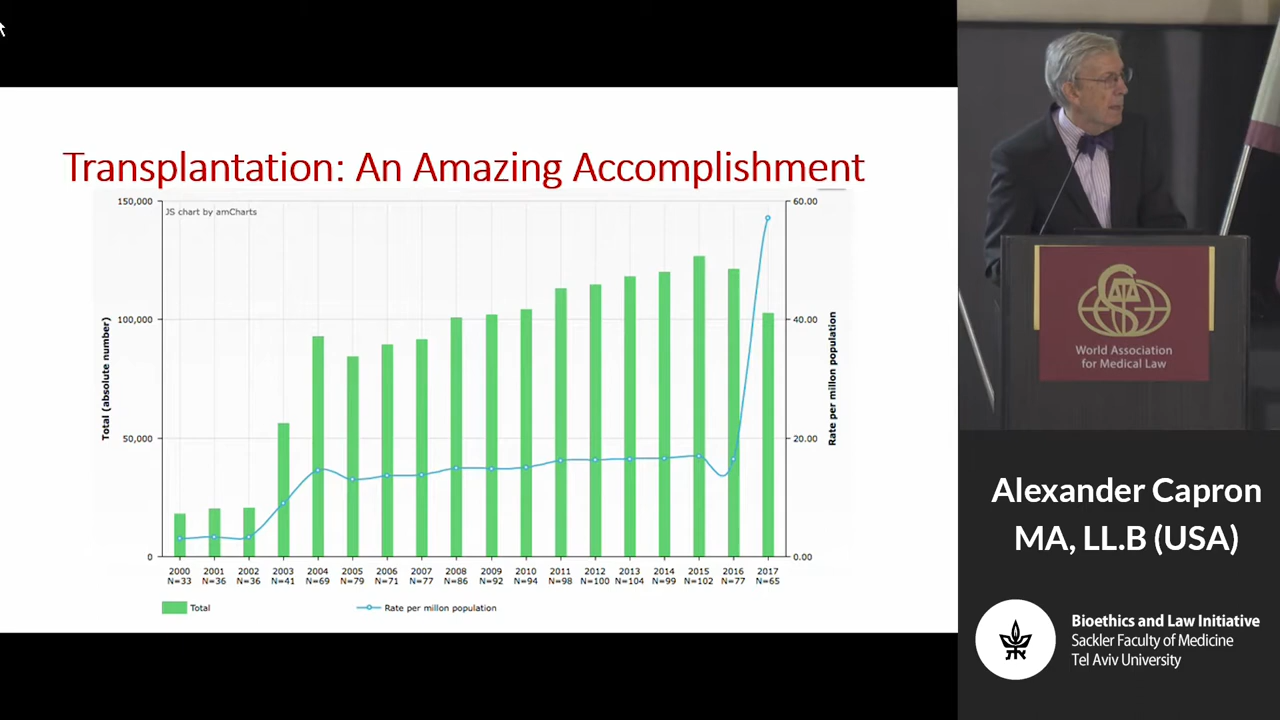 Transplantation: An Amazing Accomplishment
JS chart by amCharts
150,000
100,000
50,000
0
Total (absolute number)
60.00
40.00
20.00
0.00
Rate per millon population
2000 2001 2002 2003 2004 2005 2006 2007 2008 2009 2010 2011 2012 2013 2014 2015 2016 2017
N=33 N=36 N=36 N=41 N=69 N=79 N=71 N=77 N=86 N=92 N=94 N=98 N=100 N=104 N=99 N=102 N=77 N=65
Total
Rate per millon population
World Association
for Medical Law
Alexander Capron
MA, LL.B (USA)
Bioethics and Law Initiative
Sackler Faculty of Medicine
Tel Aviv University